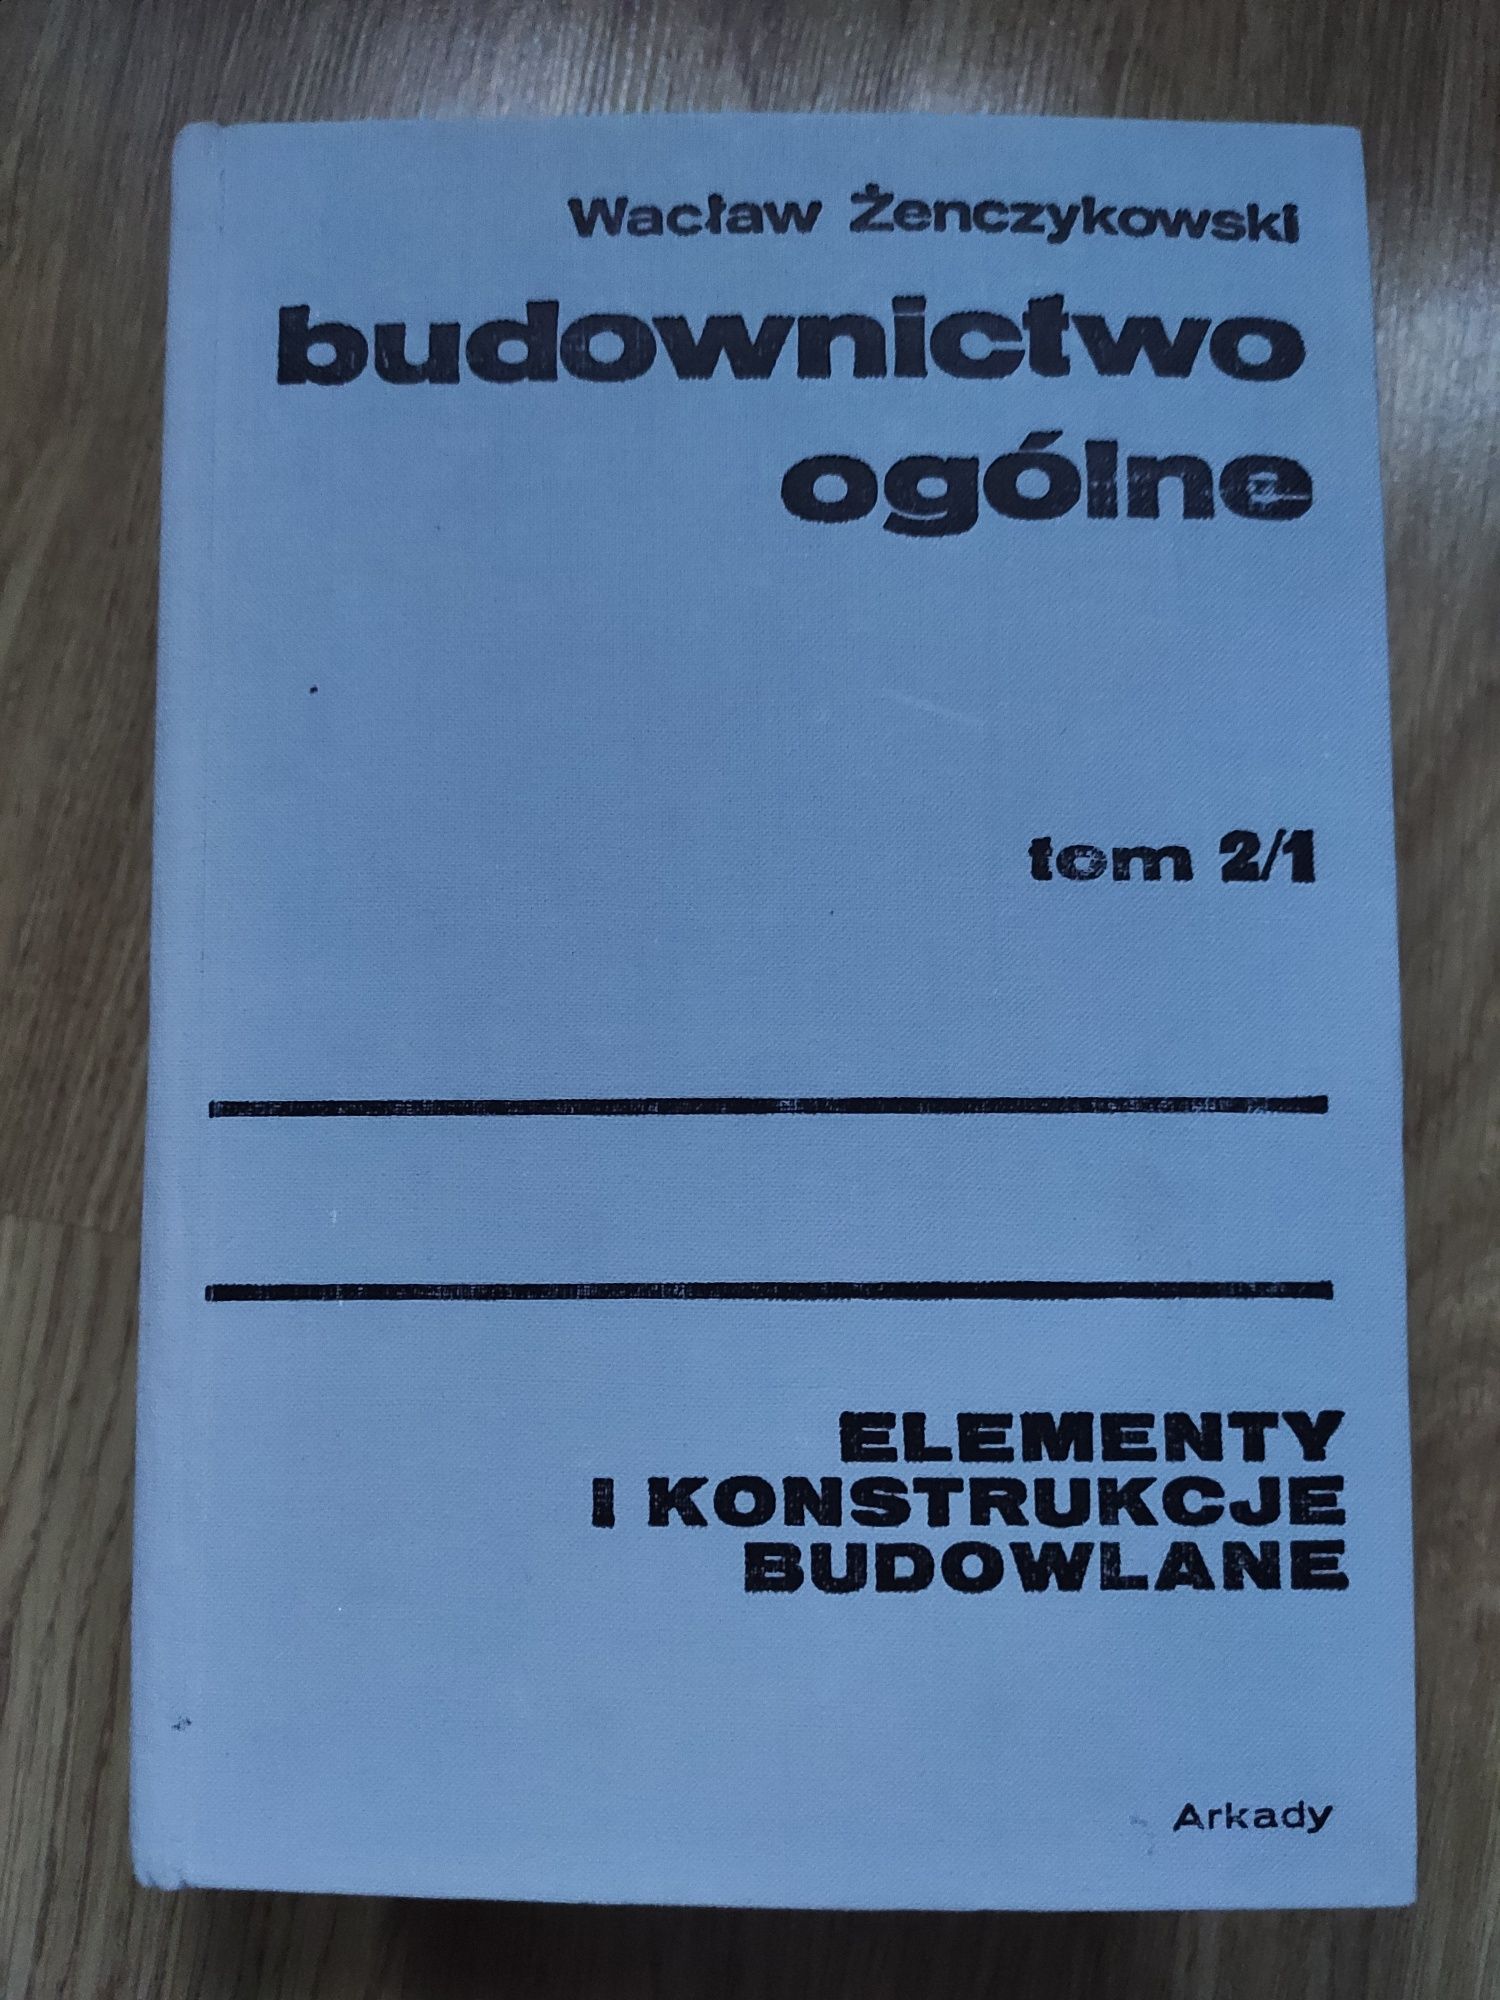 Wacław Żenczykowski
budownictwo
ogólne
tom 2/1
ELEMENTY
I KONSTRUKCJE
BUDOWLANE
Arkady